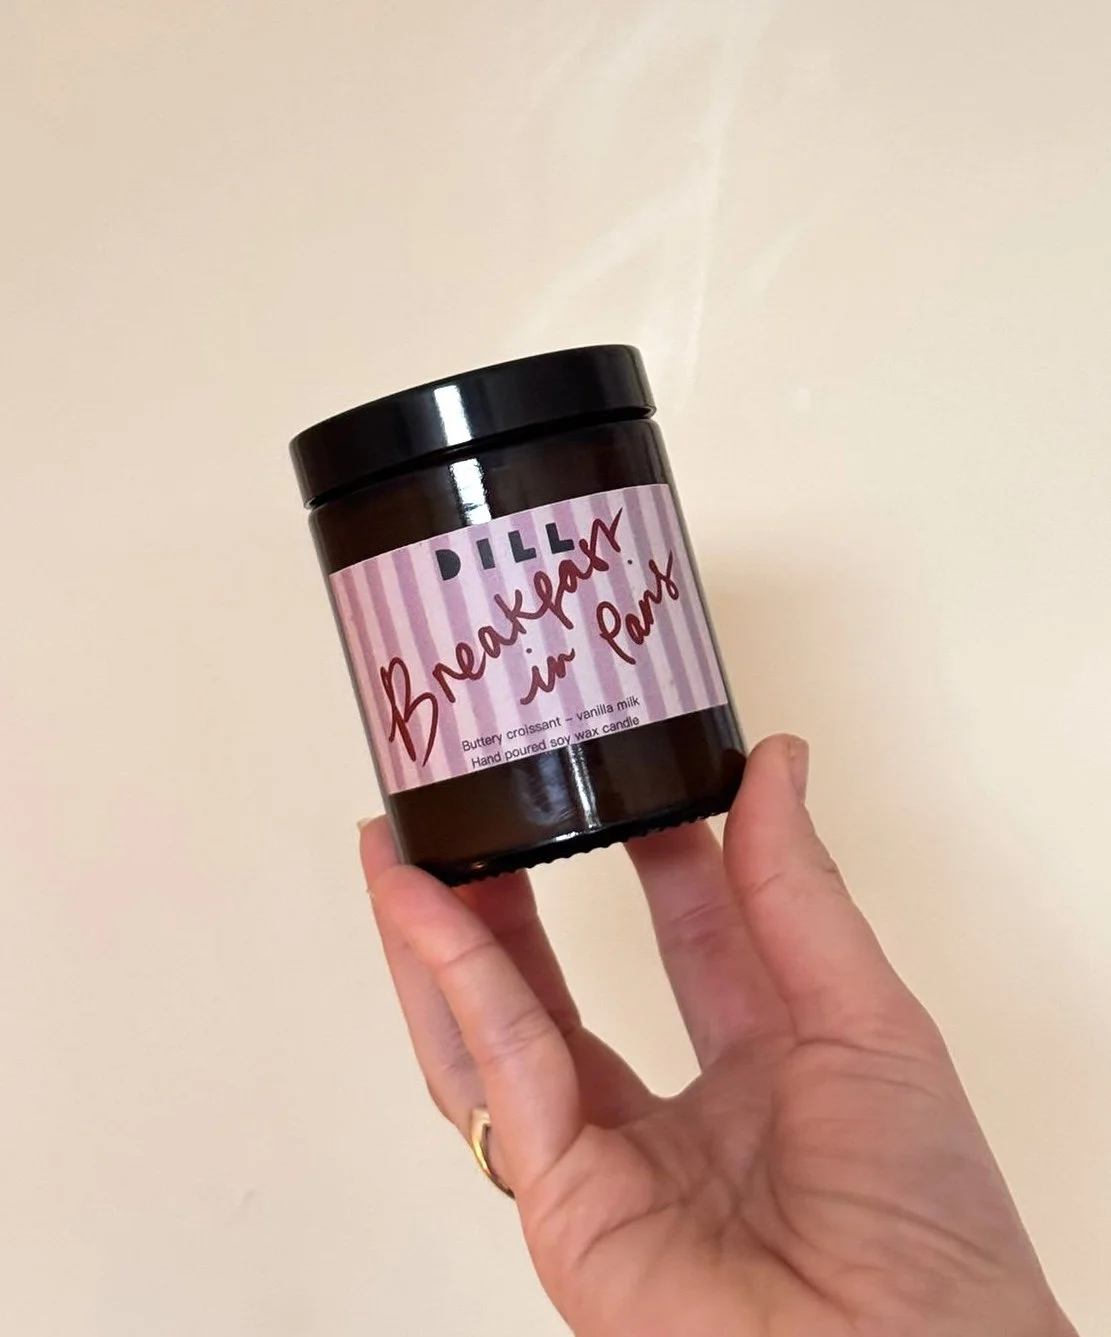 DILL
Breakfast
in Paris
Buttery croissant – vanilla milk
Hand poured soy wax candle